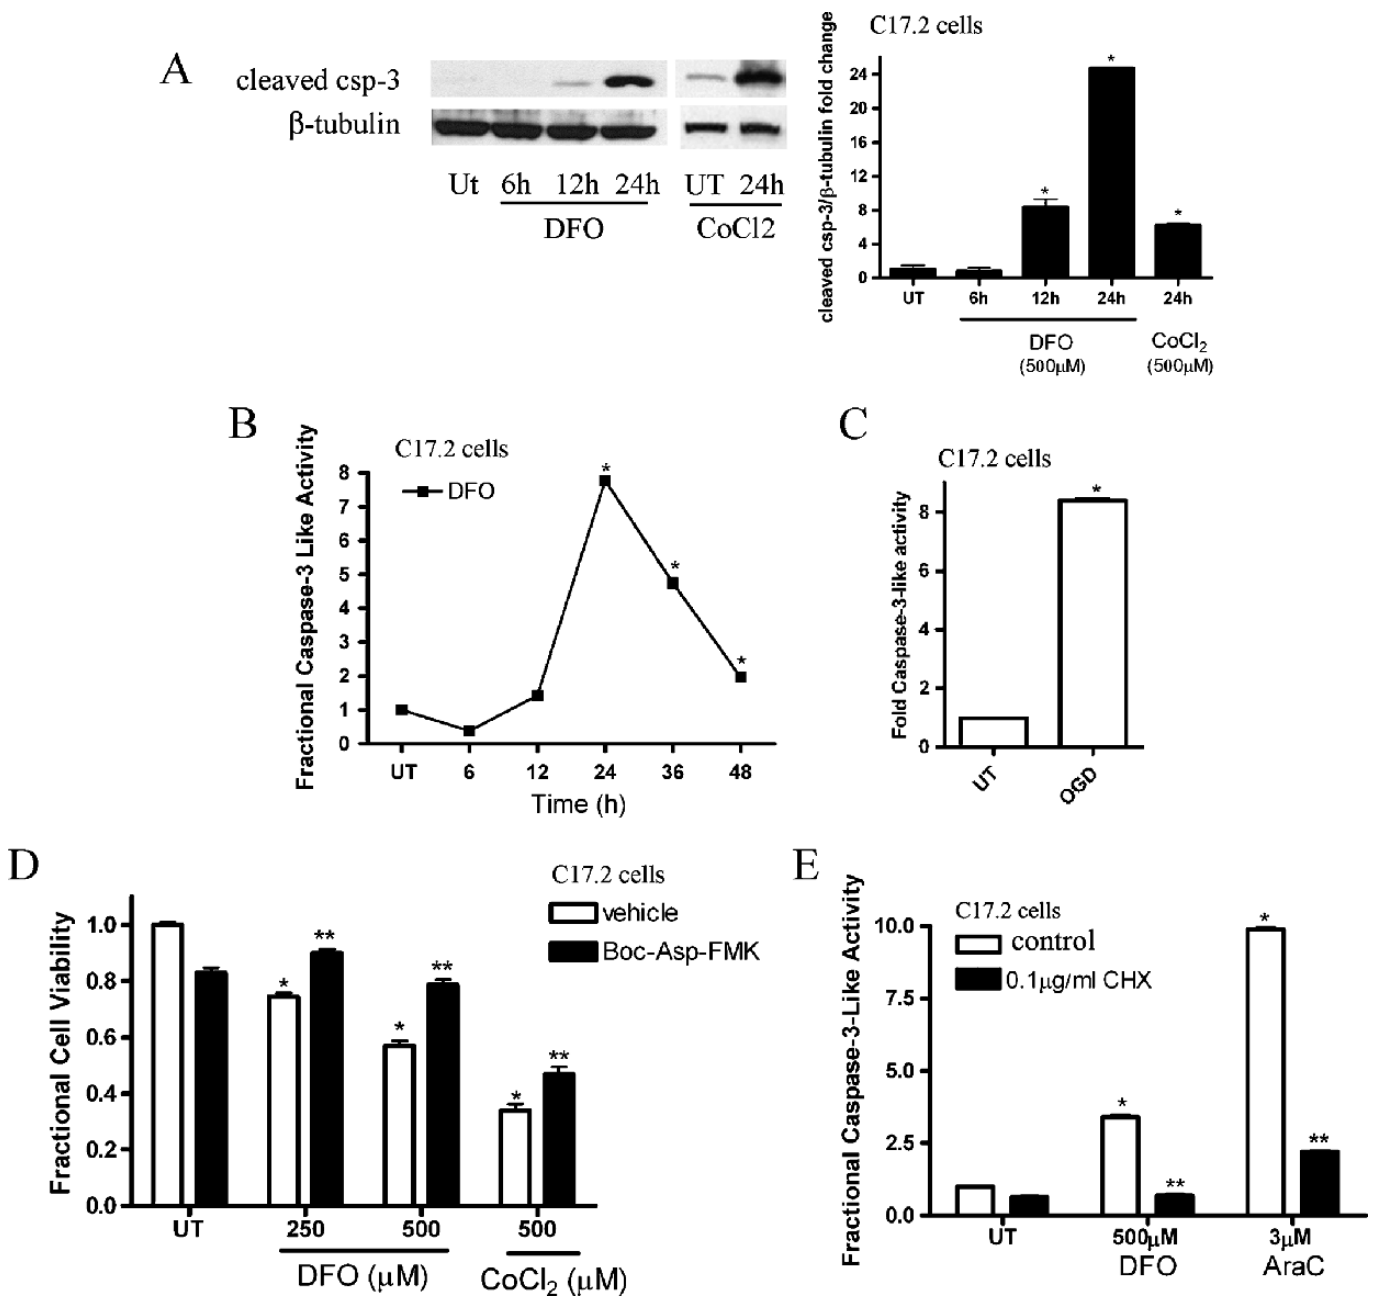 A
cleaved csp-3
β-tubulin
Ut 6h 12h 24h UT 24h
DFO CoCl2
C17.2 cells
cleaved csp-3/β-tubulin fold change
24
20
16
12
8
4
0
* * *
UT 6h 12h 24h 24h
DFO CoCl₂
(500μM) (500μM)
B
C17.2 cells
DFO
Fractional Caspase-3 Like Activity
8
7
6
5
4
3
2
1
0
* * *
UT 6 12 24 36 48
Time (h)
C
C17.2 cells
Fold Caspase-3-like activity
8
6
4
2
0
*
UT OGD
D
C17.2 cells
vehicle
Boc-Asp-FMK
Fractional Cell Viability
1.0
0.8
0.6
0.4
0.2
0.0
* ** * ** * **
UT 250 500 500
DFO (μM) CoCl₂ (μM)
E
C17.2 cells
control
0.1μg/ml CHX
Fractional Caspase-3-Like Activity
10.0
7.5
5.0
2.5
0.0
* ** * **
UT 500μM 3μM
DFO AraC